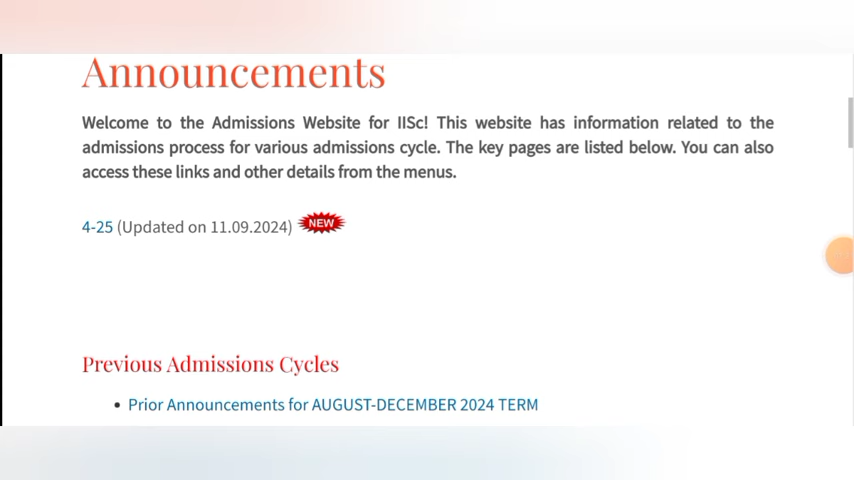 Announcements
Welcome to the Admissions Website for IISc! This website has information related to the
admissions process for various admissions cycle. The key pages are listed below. You can also
access these links and other details from the menus.
4-25 (Updated on 11.09.2024) NEW
Previous Admissions Cycles
• Prior Announcements for AUGUST-DECEMBER 2024 TERM